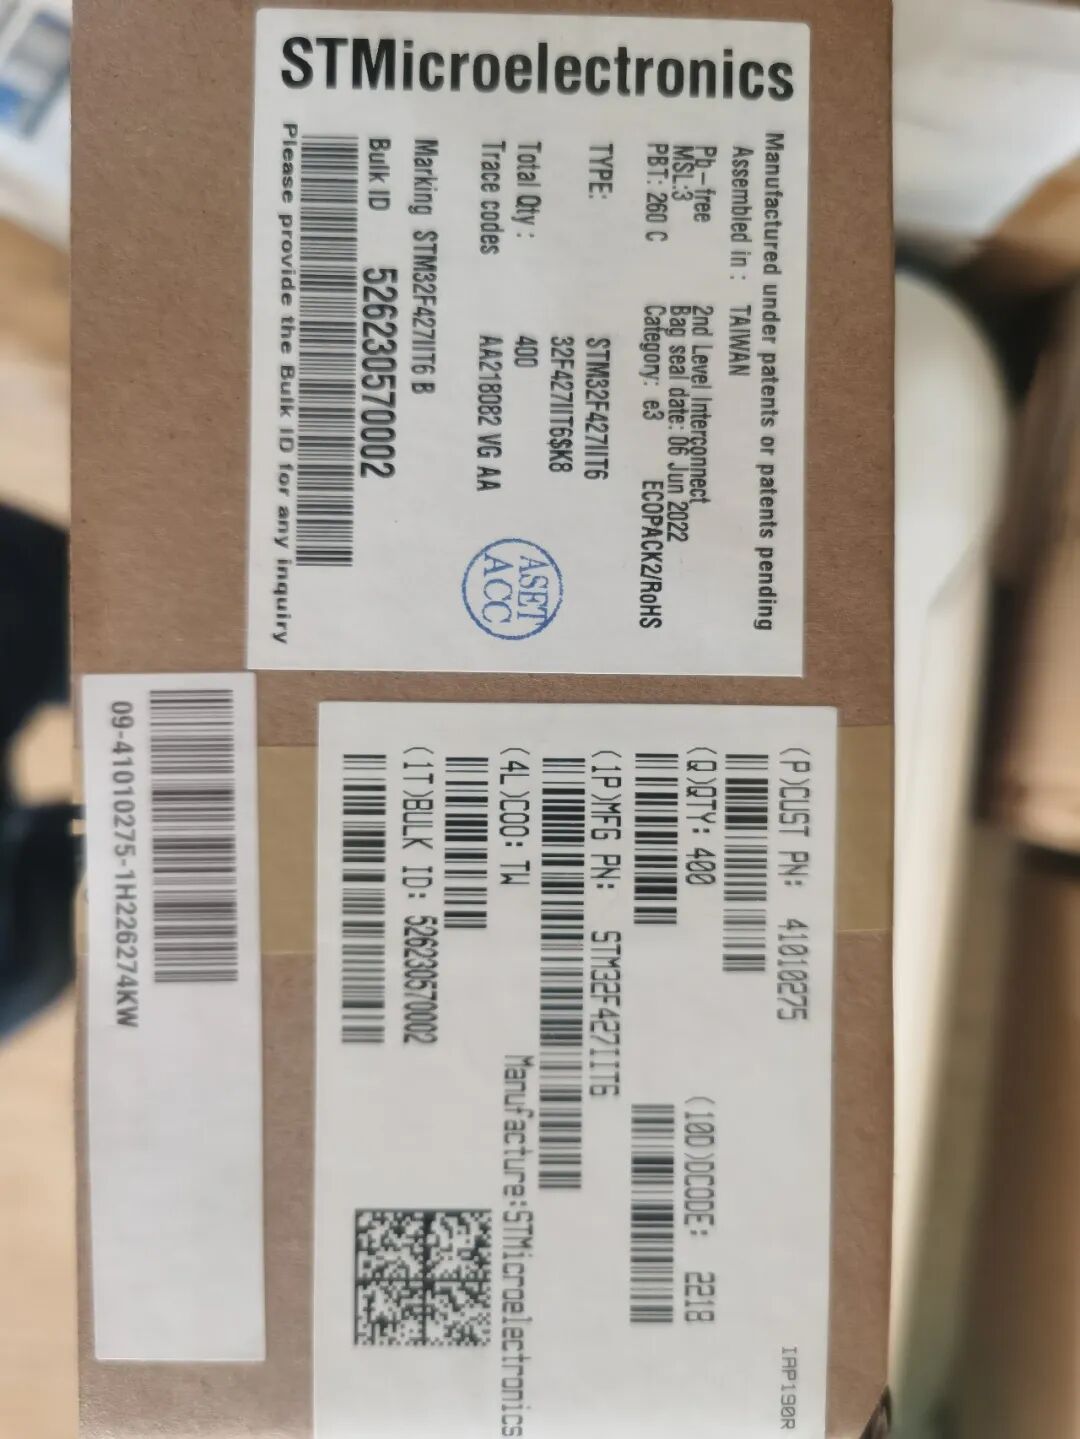 STMicroelectronics
Manufactured under patents or patents pending
Assembled in : TAIWAN
Pb-free 2nd Level Interconnect
MSL:3 Bag seal date: 06 Jun 2022
PBT: 260 C Category: e3 ECOPACK2/RoHS
TYPE: STM32F427IIT6
32F427IIT6$K8
Total Qty : 400
Trace codes AA218082 VG AA
Marking STM32F427IIT6 B
Bulk ID 526230570002
Please provide the Bulk ID for any inquiry
ASET
ACC
IAP190R
(P)CUST PN: 41010275
(Q)QTY: 400 (10D)DCODE: 2218
(1P)MFG PN: STM32F427IIT6
(4L)COO: TW Manufacture:STMicroelectronics
(1T)BULK ID: 526230570002
09-41010275-1H226274KW